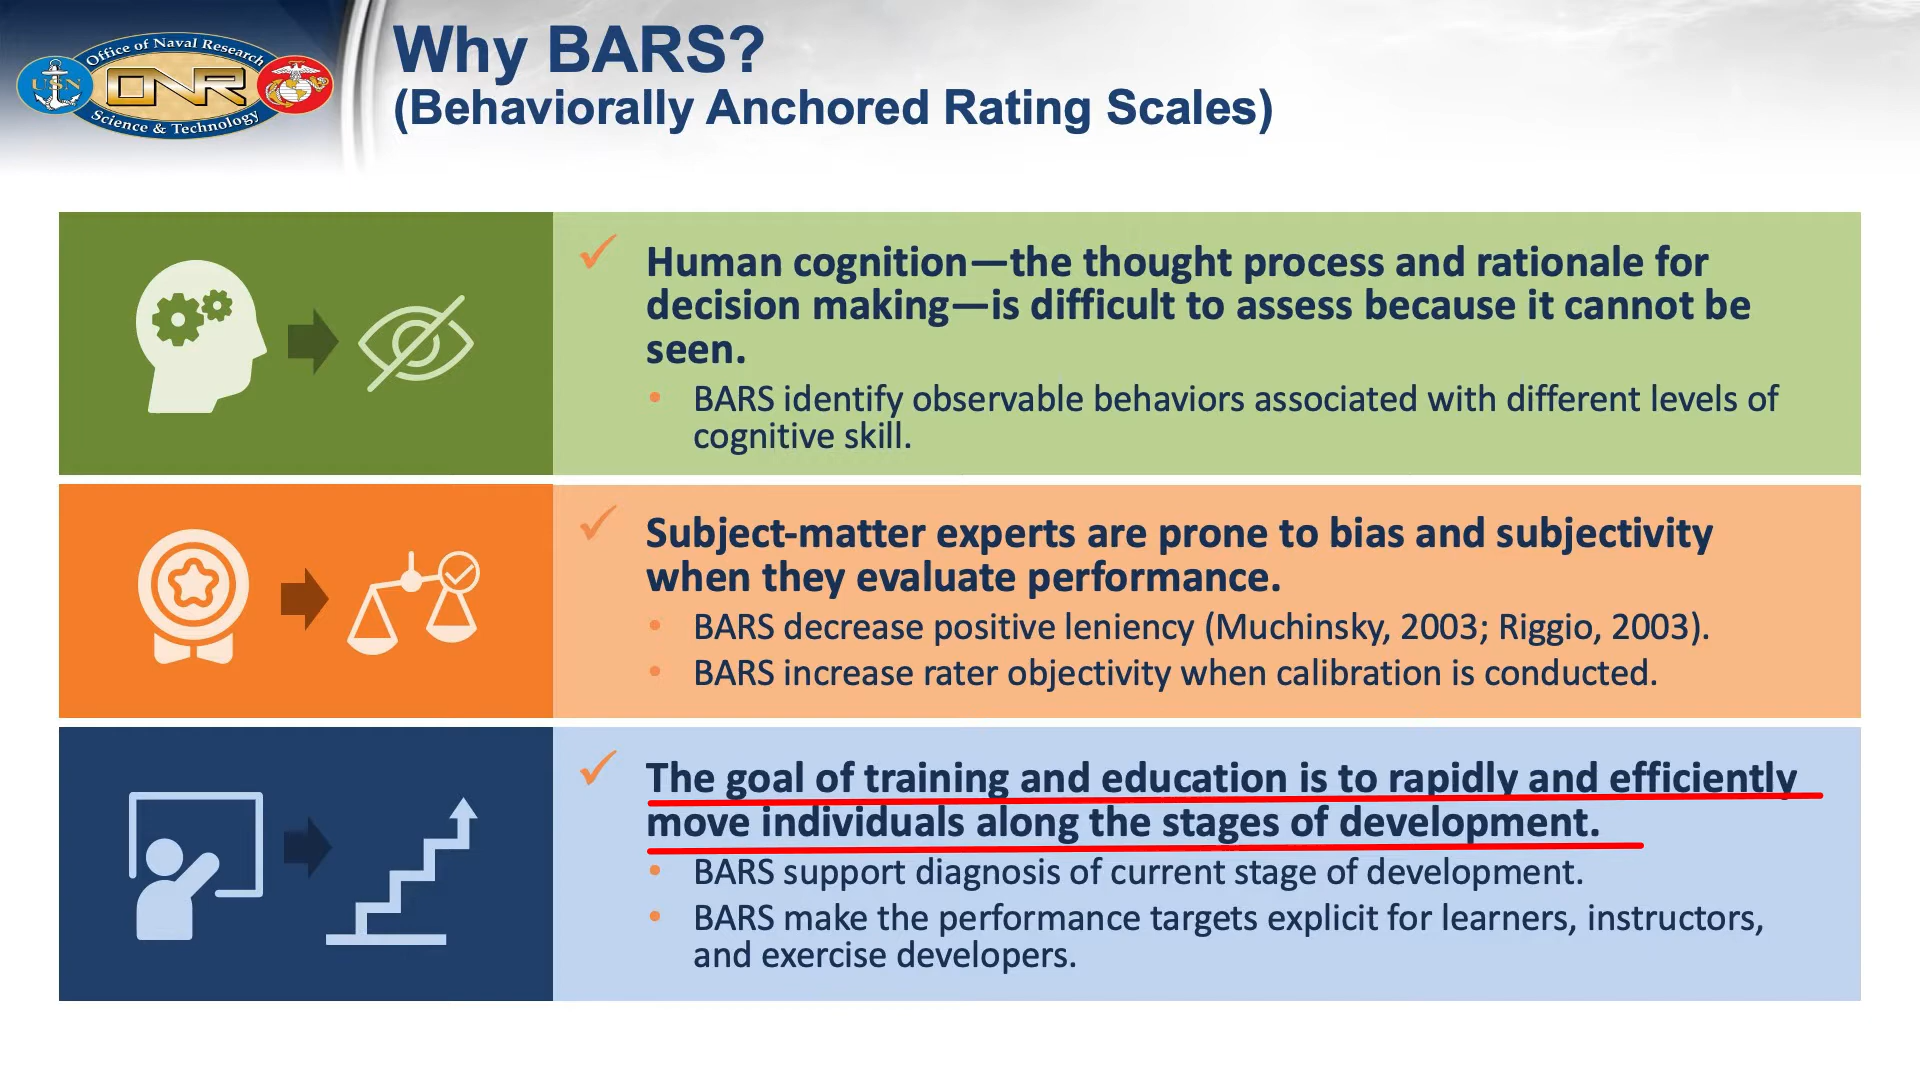 Office of Naval Research
USN
ONR
Science & Technology
Why BARS?
(Behaviorally Anchored Rating Scales)
✓ Human cognition—the thought process and rationale for
decision making—is difficult to assess because it cannot be
seen.
• BARS identify observable behaviors associated with different levels of
cognitive skill.
✓ Subject-matter experts are prone to bias and subjectivity
when they evaluate performance.
• BARS decrease positive leniency (Muchinsky, 2003; Riggio, 2003).
• BARS increase rater objectivity when calibration is conducted.
✓ The goal of training and education is to rapidly and efficiently
move individuals along the stages of development.
• BARS support diagnosis of current stage of development.
• BARS make the performance targets explicit for learners, instructors,
and exercise developers.